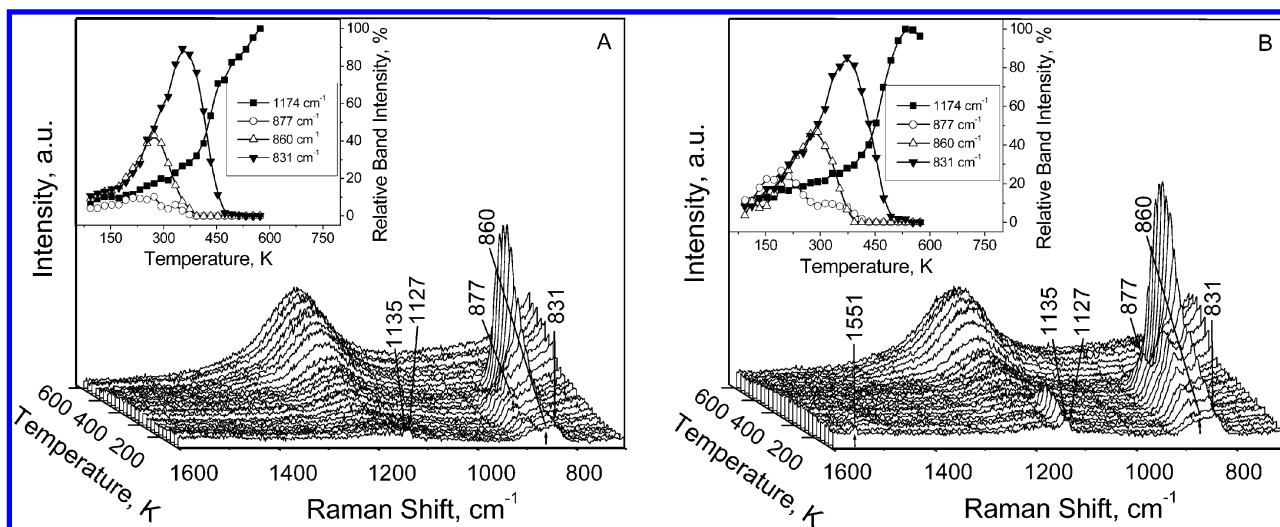 A
Intensity, a.u.
Relative Band Intensity, %
100
80
60
40
20
0
1174 cm⁻¹
877 cm⁻¹
860 cm⁻¹
831 cm⁻¹
150 300 450 600 750
Temperature, K
860
877
831
1135
1127
600 400 200
Temperature, K
1600 1400 1200 1000 800
Raman Shift, cm⁻¹
B
Intensity, a.u.
Relative Band Intensity, %
100
80
60
40
20
0
1174 cm⁻¹
877 cm⁻¹
860 cm⁻¹
831 cm⁻¹
150 300 450 600 750
Temperature, K
860
877
831
1551
1135
1127
600 400 200
Temperature, K
1600 1400 1200 1000 800
Raman Shift, cm⁻¹